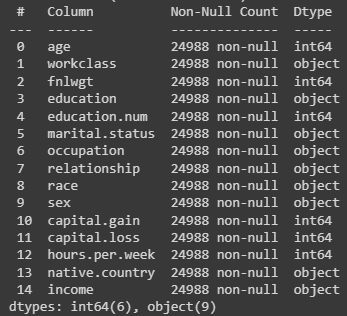 #   Column          Non-Null Count  Dtype
---  ------          --------------  -----
0   age             24988 non-null  int64
1   workclass       24988 non-null  object
2   fnlwgt          24988 non-null  int64
3   education       24988 non-null  object
4   education.num   24988 non-null  int64
5   marital.status  24988 non-null  object
6   occupation      24988 non-null  object
7   relationship    24988 non-null  object
8   race            24988 non-null  object
9   sex             24988 non-null  object
10  capital.gain    24988 non-null  int64
11  capital.loss    24988 non-null  int64
12  hours.per.week  24988 non-null  int64
13  native.country  24988 non-null  object
14  income          24988 non-null  object
dtypes: int64(6), object(9)